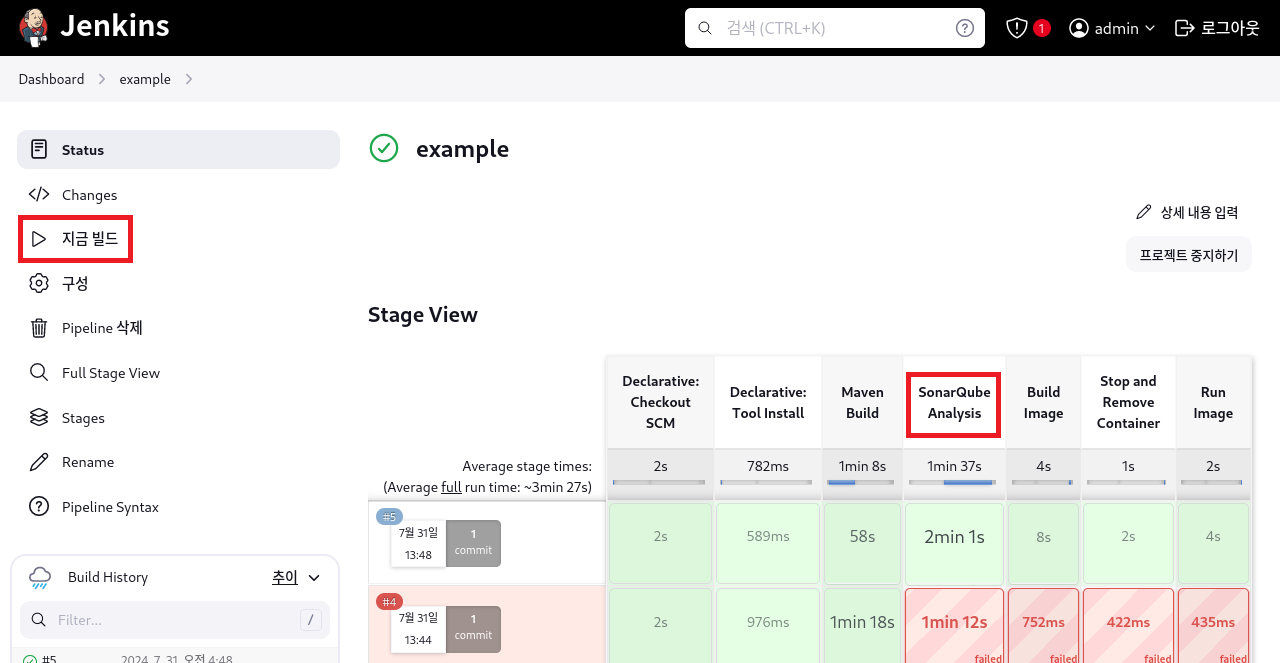 Jenkins
검색 (CTRL+K)
1
admin
로그아웃
Dashboard
example
Status
Changes
지금 빌드
구성
Pipeline 삭제
Full Stage View
Stages
Rename
Pipeline Syntax
Build History
추이
Filter...
/
#5
2024. 7. 31. 오전 4:48
example
상세 내용 입력
프로젝트 중지하기
Stage View
Declarative:
Checkout
SCM
Declarative:
Tool Install
Maven
Build
SonarQube
Analysis
Build
Image
Stop and
Remove
Container
Run
Image
Average stage times:
(Average full run time: ~3min 27s)
2s
782ms
1min 8s
1min 37s
4s
1s
2s
#5
7월 31일
13:48
1
commit
2s
589ms
58s
2min 1s
8s
2s
4s
#4
7월 31일
13:44
1
commit
2s
976ms
1min 18s
1min 12s
failed
752ms
failed
422ms
failed
435ms
failed